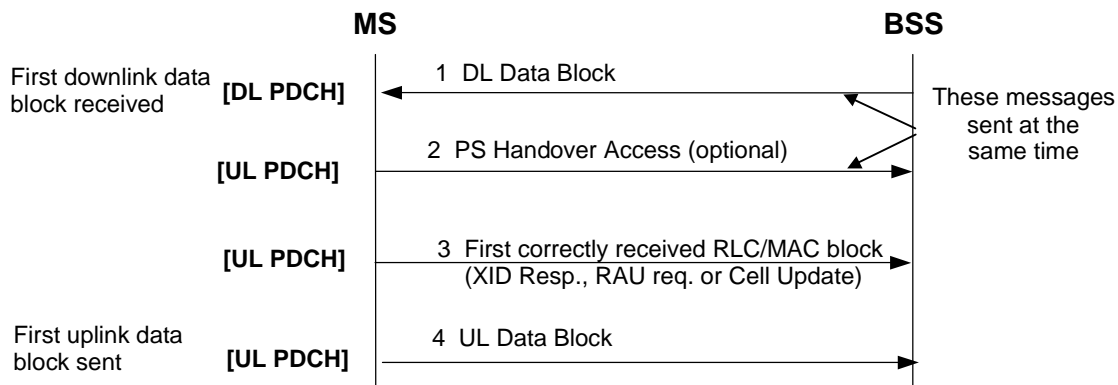 MS
BSS
First downlink data
block received
[DL PDCH]
1 DL Data Block
These messages
sent at the
same time
[UL PDCH]
2 PS Handover Access (optional)
[UL PDCH]
3 First correctly received RLC/MAC block
(XID Resp., RAU req. or Cell Update)
First uplink data
block sent
[UL PDCH]
4 UL Data Block